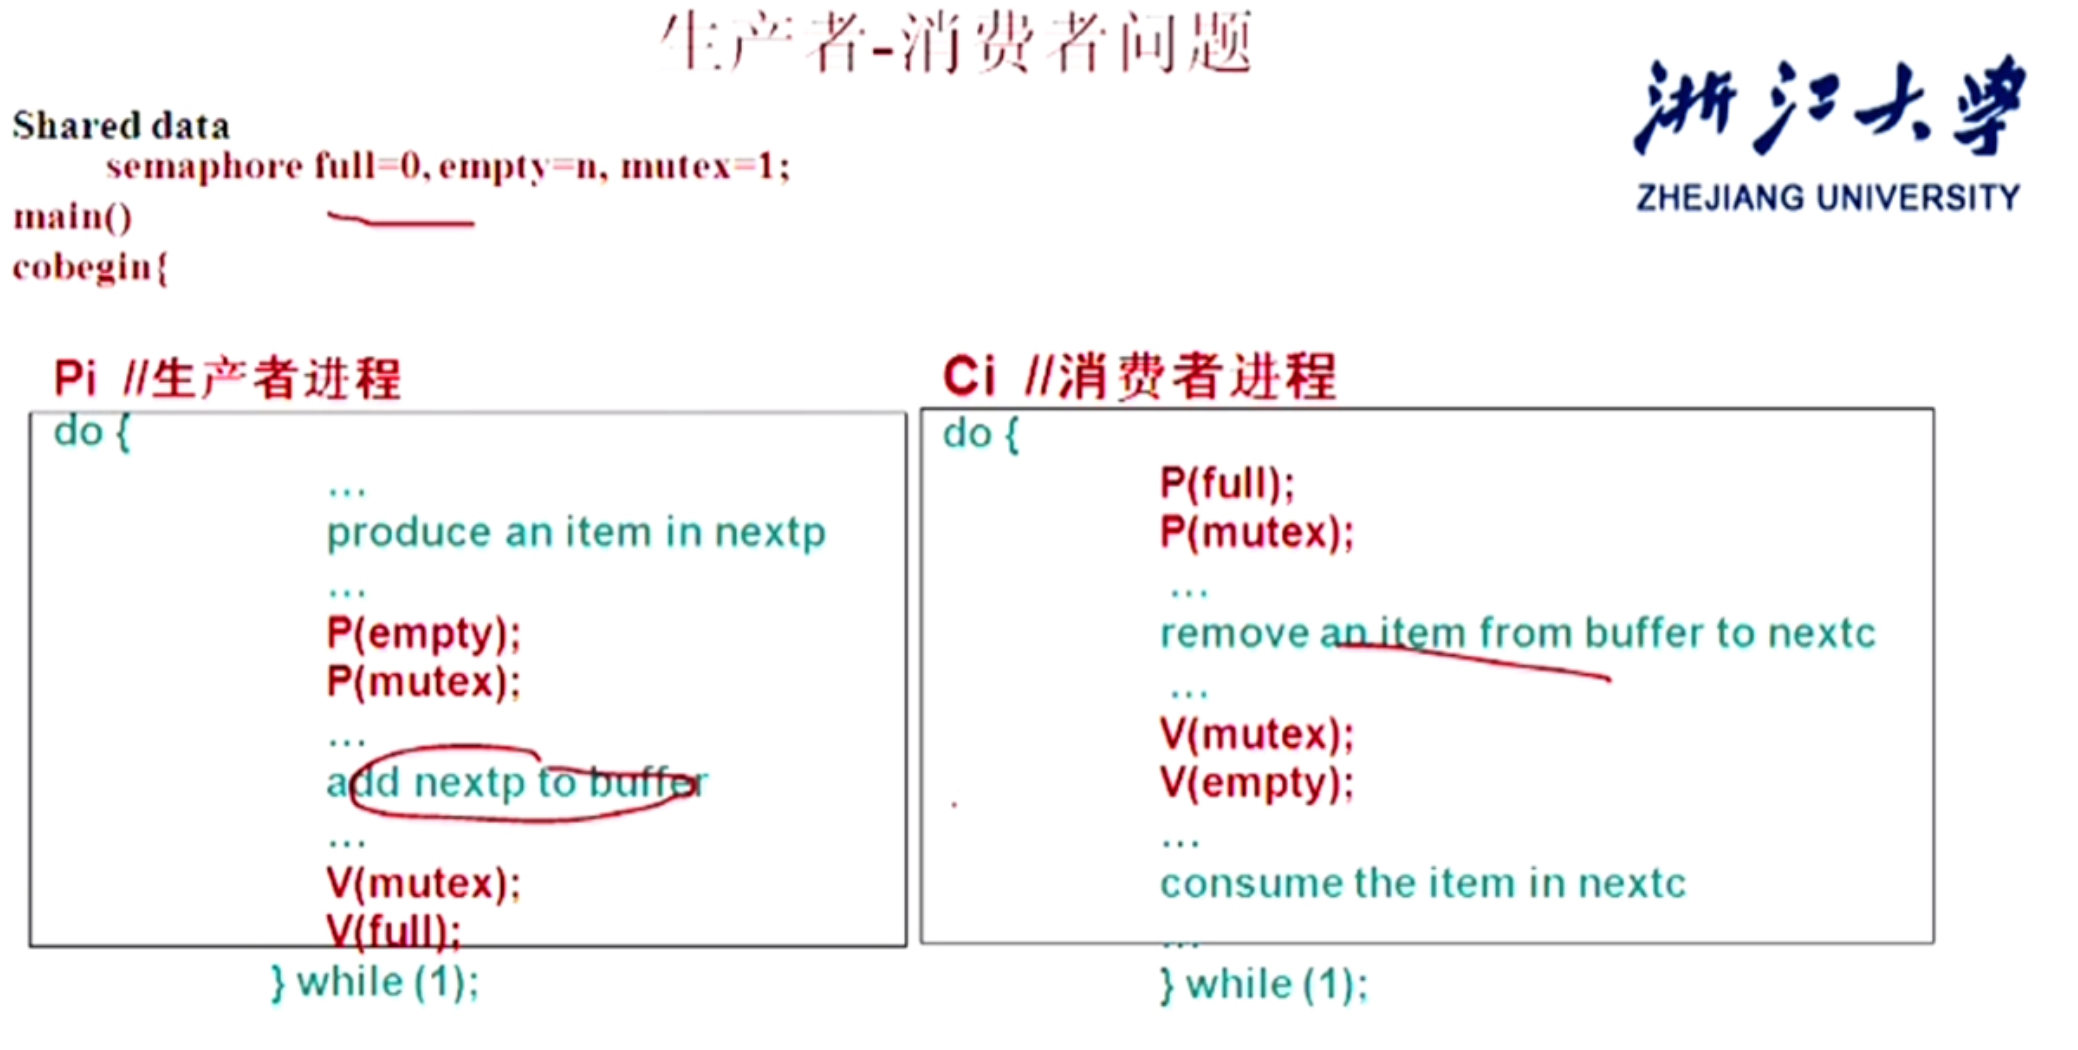 生产者-消费者问题
浙江大学
ZHEJIANG UNIVERSITY
Shared data
semaphore full=0, empty=n, mutex=1;
main()
cobegin{
Pi //生产者进程
do {
...
produce an item in nextp
...
P(empty);
P(mutex);
...
add nextp to buffer
...
V(mutex);
V(full);
} while (1);
Ci //消费者进程
do {
P(full);
P(mutex);
...
remove an item from buffer to nextc
...
V(mutex);
V(empty);
...
consume the item in nextc
...
} while (1);